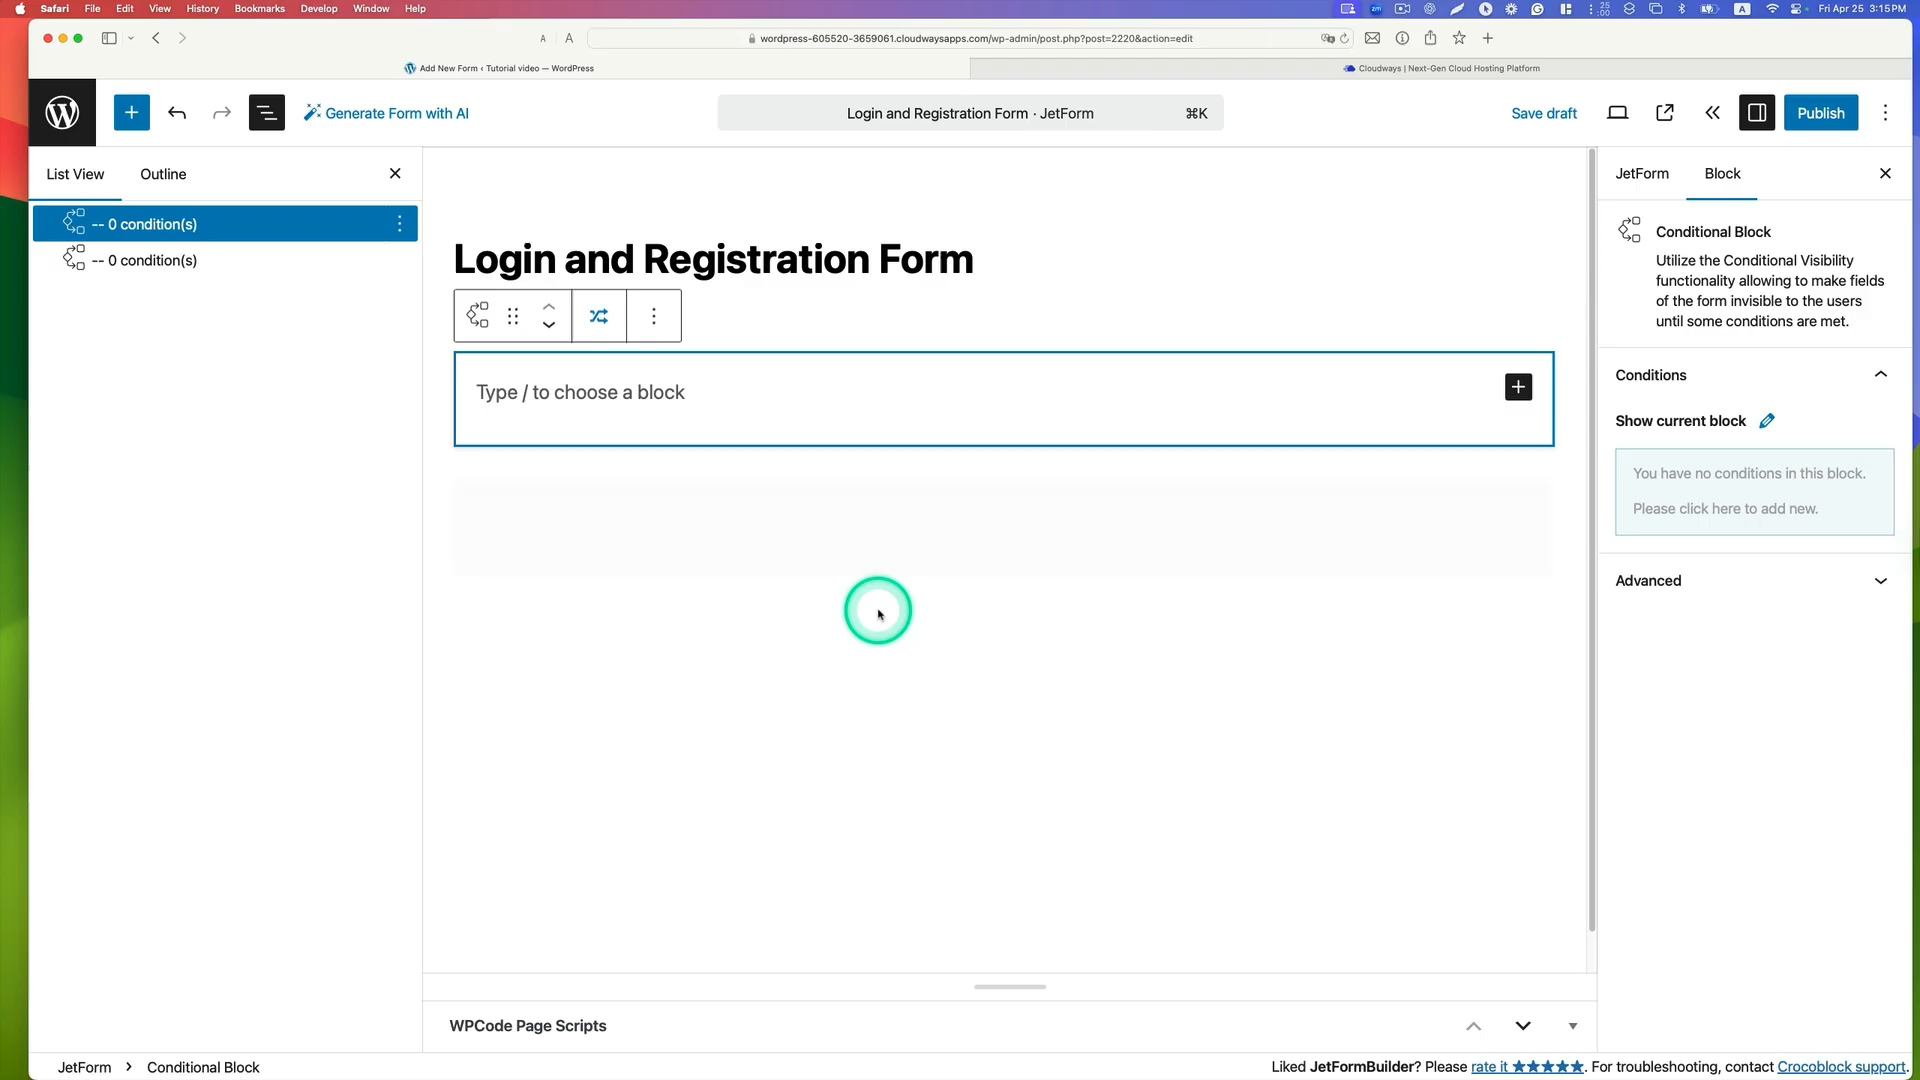 Safari File Edit View History Bookmarks Develop Window Help
zm 25 :00 A Fri Apr 25 3:15 PM
A A wordpress-605520-3659061.cloudwaysapps.com/wp-admin/post.php?post=2220&action=edit
Add New Form ‹ Tutorial video — WordPress
Cloudways | Next-Gen Cloud Hosting Platform
Generate Form with AI
Login and Registration Form · JetForm ⌘K
Save draft
Publish
List View Outline
-- 0 condition(s)
-- 0 condition(s)
Login and Registration Form
Type / to choose a block
JetForm Block
Conditional Block
Utilize the Conditional Visibility
functionality allowing to make fields
of the form invisible to the users
until some conditions are met.
Conditions
Show current block
You have no conditions in this block.
Please click here to add new.
Advanced
WPCode Page Scripts
JetForm › Conditional Block
Liked JetFormBuilder? Please rate it ★★★★★. For troubleshooting, contact Crocoblock support.